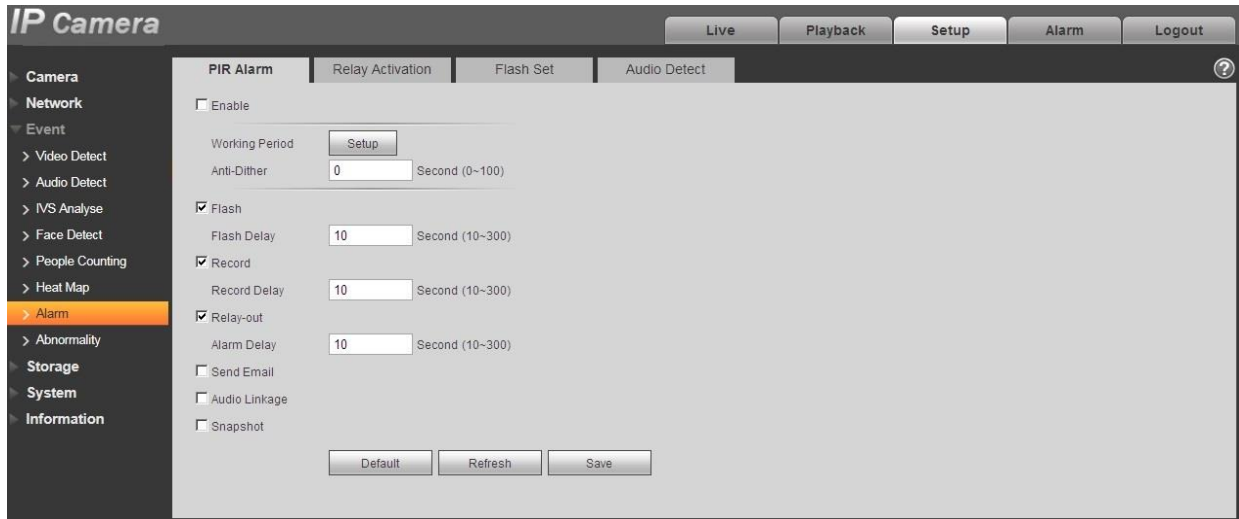 IP Camera
Live Playback Setup Alarm Logout
Camera
Network
Event
> Video Detect
> Audio Detect
> IVS Analyse
> Face Detect
> People Counting
> Heat Map
> Alarm
> Abnormality
Storage
System
Information
PIR Alarm Relay Activation Flash Set Audio Detect ?
Enable
Working Period Setup
Anti-Dither 0 Second (0~100)
Flash
Flash Delay 10 Second (10~300)
Record
Record Delay 10 Second (10~300)
Relay-out
Alarm Delay 10 Second (10~300)
Send Email
Audio Linkage
Snapshot
Default Refresh Save